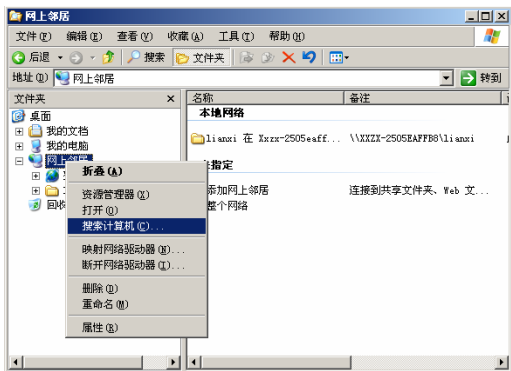 网上邻居
文件(F) 编辑(E) 查看(V) 收藏(A) 工具(T) 帮助(H)
后退 搜索 文件夹
地址(D) 网上邻居 转到
文件夹 × 名称 备注
桌面
我的文档
我的电脑
网上邻居
回收
本地网络
lianxi 在 Xxzx-2505eaff... \\XXZX-2505EAFFB8\lianxi
指定
添加网上邻居 连接到共享文件夹、Web 文...
整个网络
折叠(A)
资源管理器(X)
打开(O)
搜索计算机(C)...
映射网络驱动器(N)...
断开网络驱动器(I)...
删除(D)
重命名(M)
属性(R)